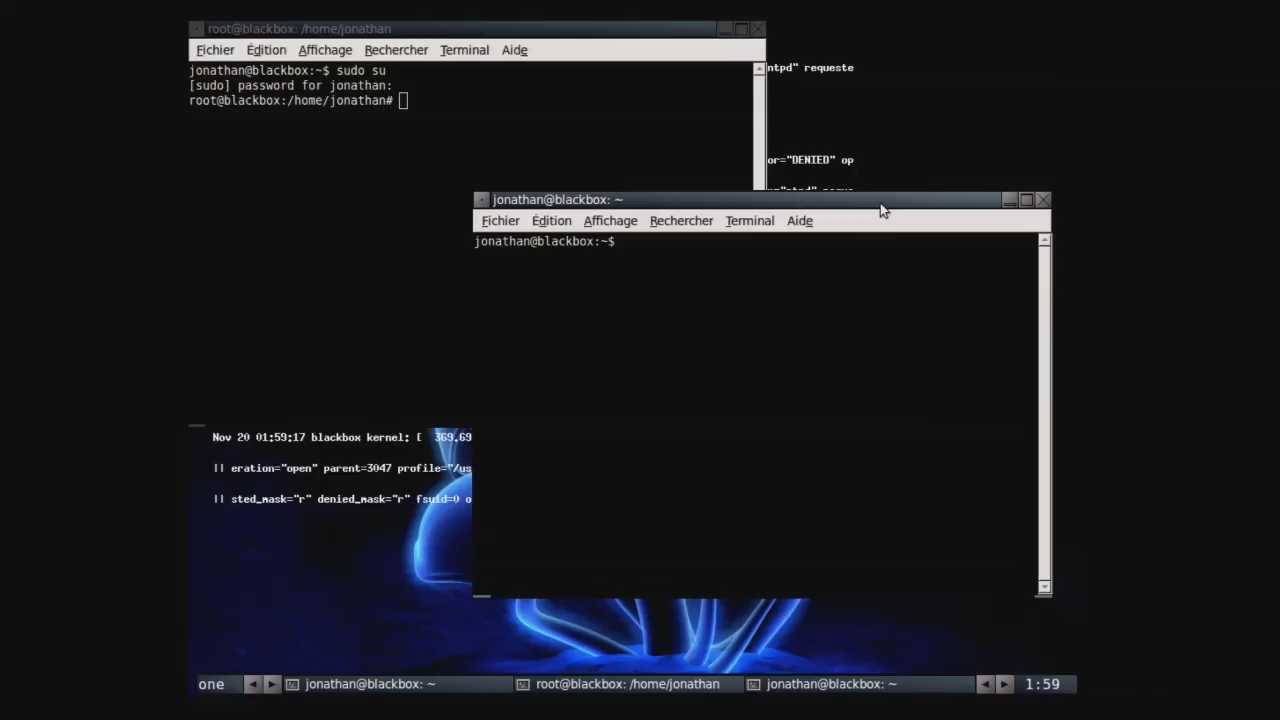 root@blackbox: /home/jonathan
Fichier Édition Affichage Rechercher Terminal Aide
jonathan@blackbox:~$ sudo su
[sudo] password for jonathan:
root@blackbox:/home/jonathan#
ntpd" requeste
or="DENIED" op
jonathan@blackbox: ~
Fichier Édition Affichage Rechercher Terminal Aide
jonathan@blackbox:~$
Nov 20 01:59:17 blackbox kernel: [ 369.69
|| eration="open" parent=3047 profile="/us
|| sted_mask="r" denied_mask="r" fsuid=0 o
one jonathan@blackbox: ~ root@blackbox: /home/jonathan jonathan@blackbox: ~ 1:59